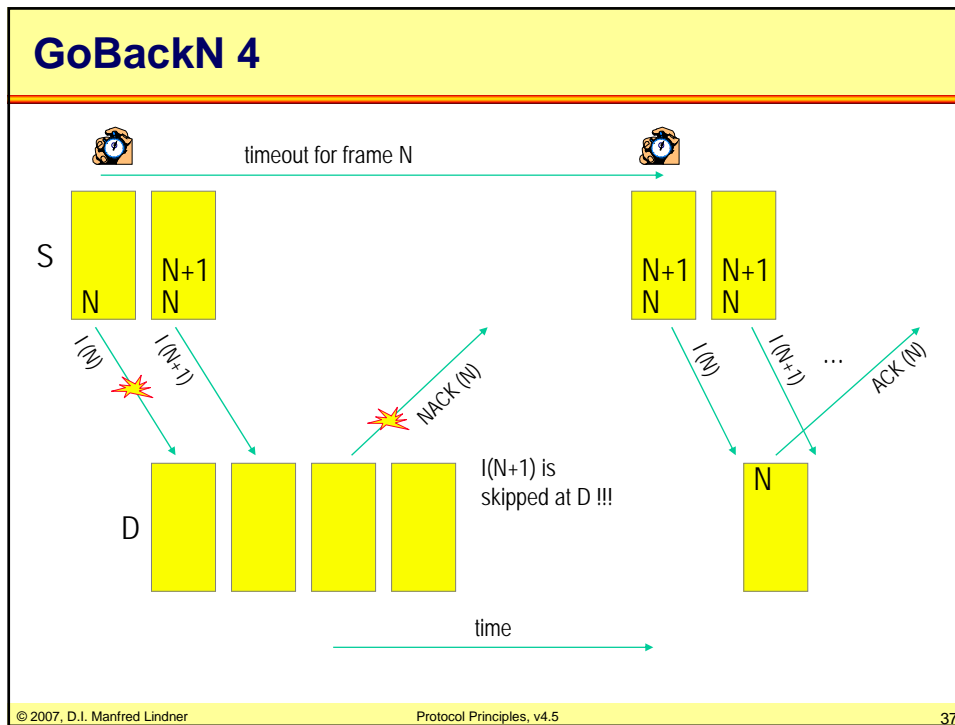 GoBackN 4
timeout for frame N
S
N
N+1
N
N+1
N
N+1
N
I (N)
I (N+1)
NACK (N)
I (N)
I (N+1)
...
ACK (N)
D
I(N+1) is
skipped at D !!!
N
time
© 2007, D.I. Manfred Lindner
Protocol Principles, v4.5
37